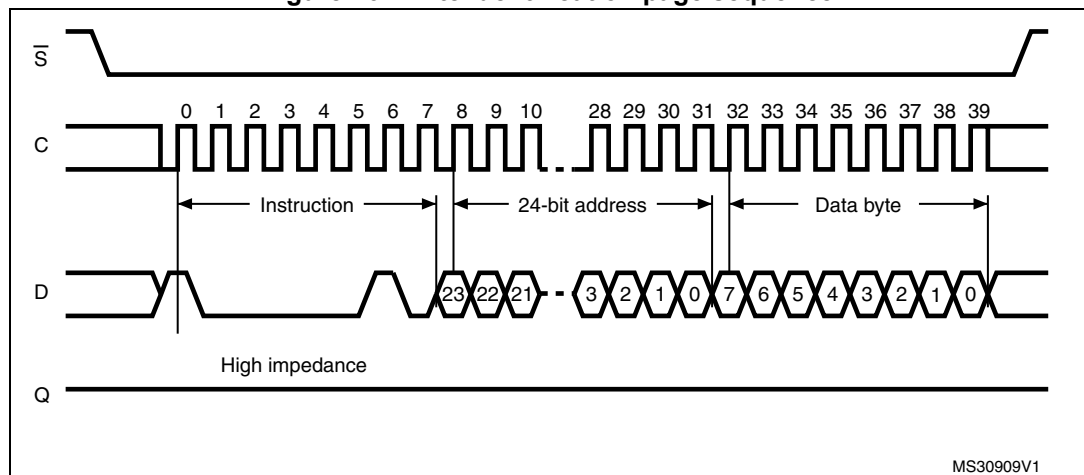 S
0 1 2 3 4 5 6 7 8 9 10 28 29 30 31 32 33 34 35 36 37 38 39
C
Instruction 24-bit address Data byte
D 23 22 21 3 2 1 0 7 6 5 4 3 2 1 0
High impedance
Q
MS30909V1